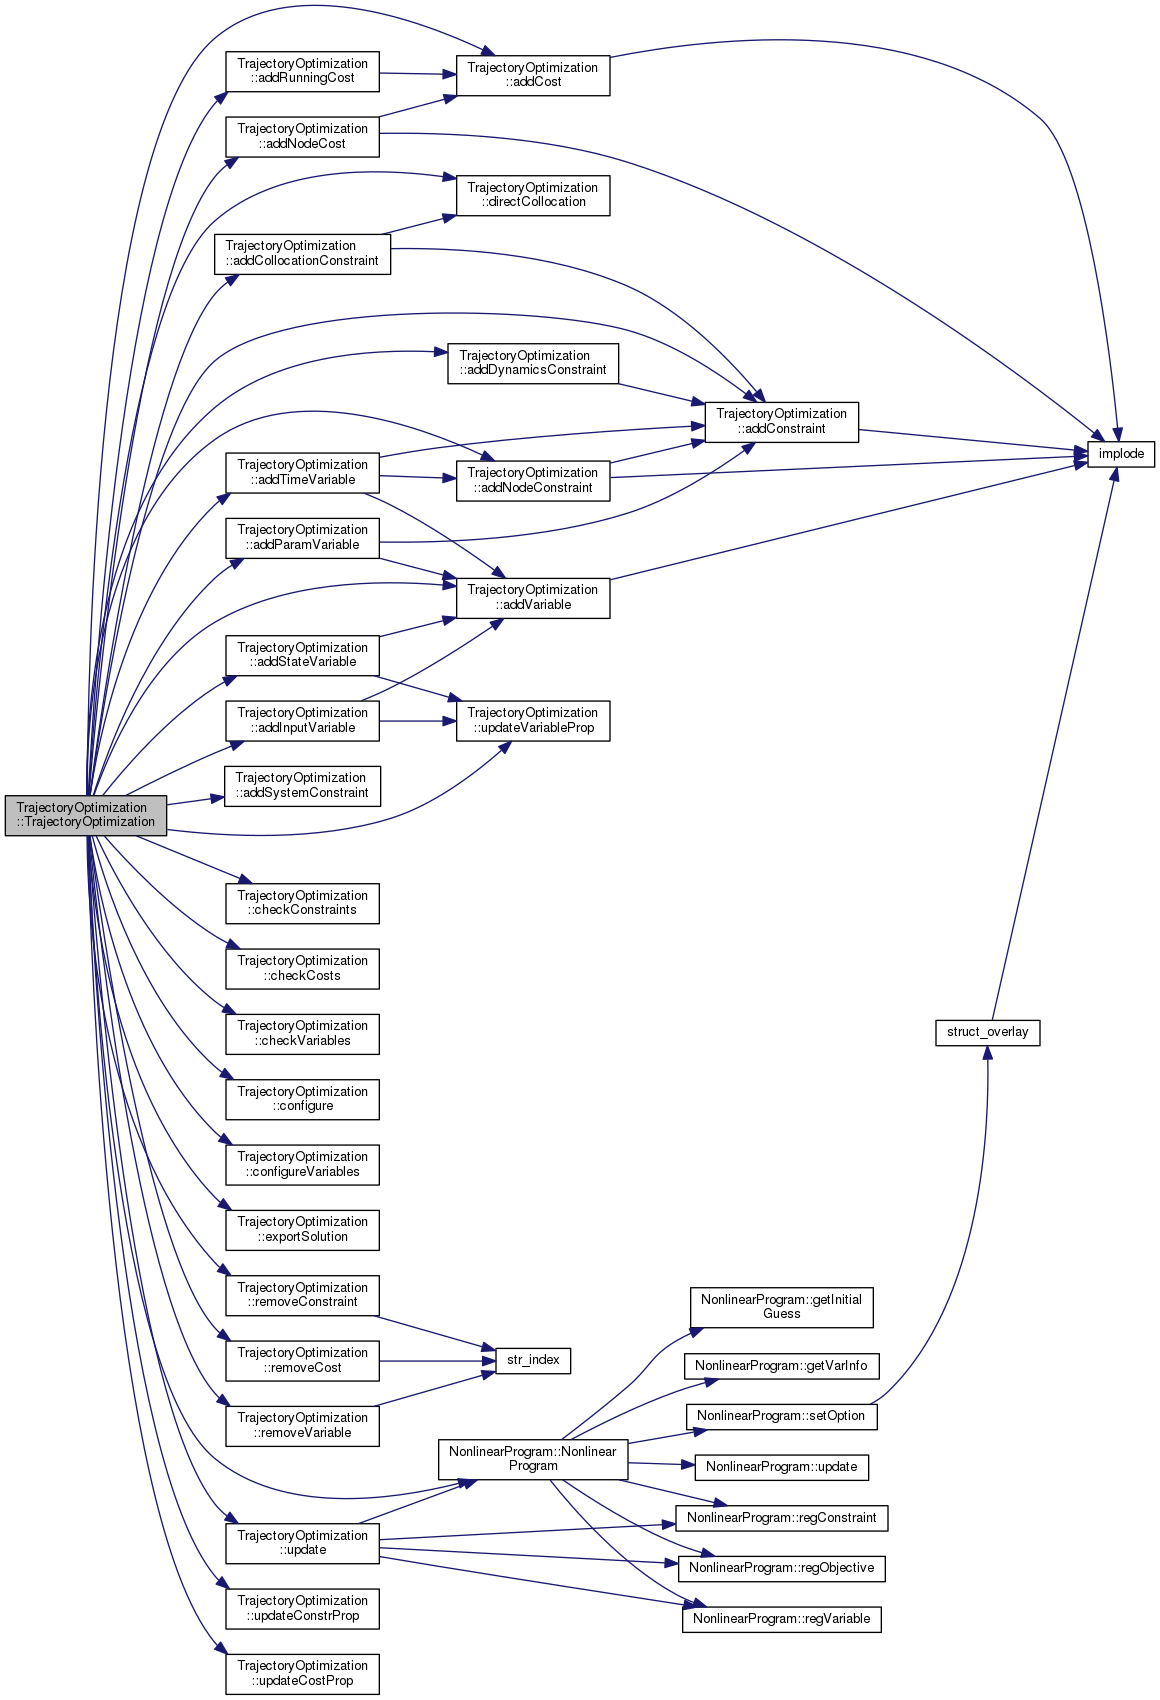 TrajectoryOptimization
::TrajectoryOptimization
TrajectoryOptimization
::addRunningCost
TrajectoryOptimization
::addNodeCost
TrajectoryOptimization
::addCollocationConstraint
TrajectoryOptimization
::addTimeVariable
TrajectoryOptimization
::addParamVariable
TrajectoryOptimization
::addStateVariable
TrajectoryOptimization
::addInputVariable
TrajectoryOptimization
::addSystemConstraint
TrajectoryOptimization
::checkConstraints
TrajectoryOptimization
::checkCosts
TrajectoryOptimization
::checkVariables
TrajectoryOptimization
::configure
TrajectoryOptimization
::configureVariables
TrajectoryOptimization
::exportSolution
TrajectoryOptimization
::removeConstraint
TrajectoryOptimization
::removeCost
TrajectoryOptimization
::removeVariable
TrajectoryOptimization
::update
TrajectoryOptimization
::updateConstrProp
TrajectoryOptimization
::updateCostProp
TrajectoryOptimization
::addCost
TrajectoryOptimization
::directCollocation
TrajectoryOptimization
::addDynamicsConstraint
TrajectoryOptimization
::addNodeConstraint
TrajectoryOptimization
::addVariable
TrajectoryOptimization
::updateVariableProp
str_index
NonlinearProgram::Nonlinear
Program
TrajectoryOptimization
::addConstraint
NonlinearProgram::getInitial
Guess
NonlinearProgram::getVarInfo
NonlinearProgram::setOption
NonlinearProgram::update
NonlinearProgram::regConstraint
NonlinearProgram::regObjective
NonlinearProgram::regVariable
struct_overlay
implode